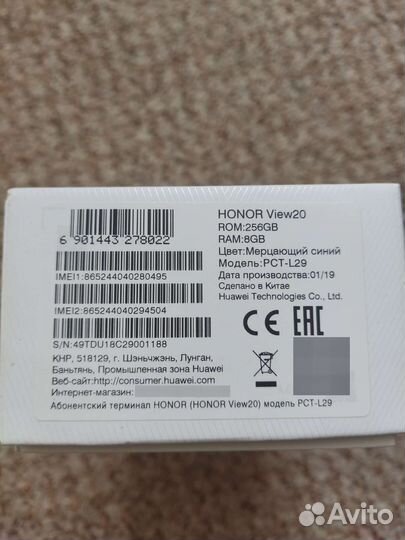 HONOR View20
ROM:256GB
RAM:8GB
Цвет:Мерцающий синий
Модель:PCT-L29
Дата производства:01/19
Сделано в Китае
Huawei Technologies Co., Ltd.
6 901443 278022
IMEI1:865244040280495
IMEI2:865244040294504
S/N:49TDU18C29001188
CE EAC
КНР, 518129, г. Шэньчжэнь, Лунган,
Баньтянь, Промышленная зона Huawei
Веб-сайт:http://consumer.huawei.com
Интернет-магазин:
Абонентский терминал HONOR (HONOR View20) модель PCT-L29
Avito